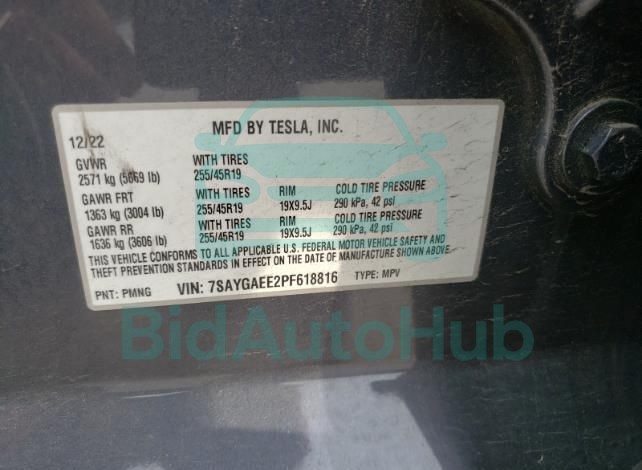 MFD BY TESLA, INC.
12/22
GVWR WITH TIRES
2571 kg (5669 lb) 255/45R19
GAWR FRT WITH TIRES RIM COLD TIRE PRESSURE
1363 kg (3004 lb) 255/45R19 19X9.5J 290 kPa, 42 psi
GAWR RR WITH TIRES RIM COLD TIRE PRESSURE
1636 kg (3606 lb) 255/45R19 19X9.5J 290 kPa, 42 psi
THIS VEHICLE CONFORMS TO ALL APPLICABLE U.S. FEDERAL MOTOR VEHICLE SAFETY AND
THEFT PREVENTION STANDARDS IN EFFECT ON THE DATE OF MANUFACTURE SHOWN ABOVE.
PNT: PMNG VIN: 7SAYGAEE2PF618816 TYPE: MPV
BidAutoHub